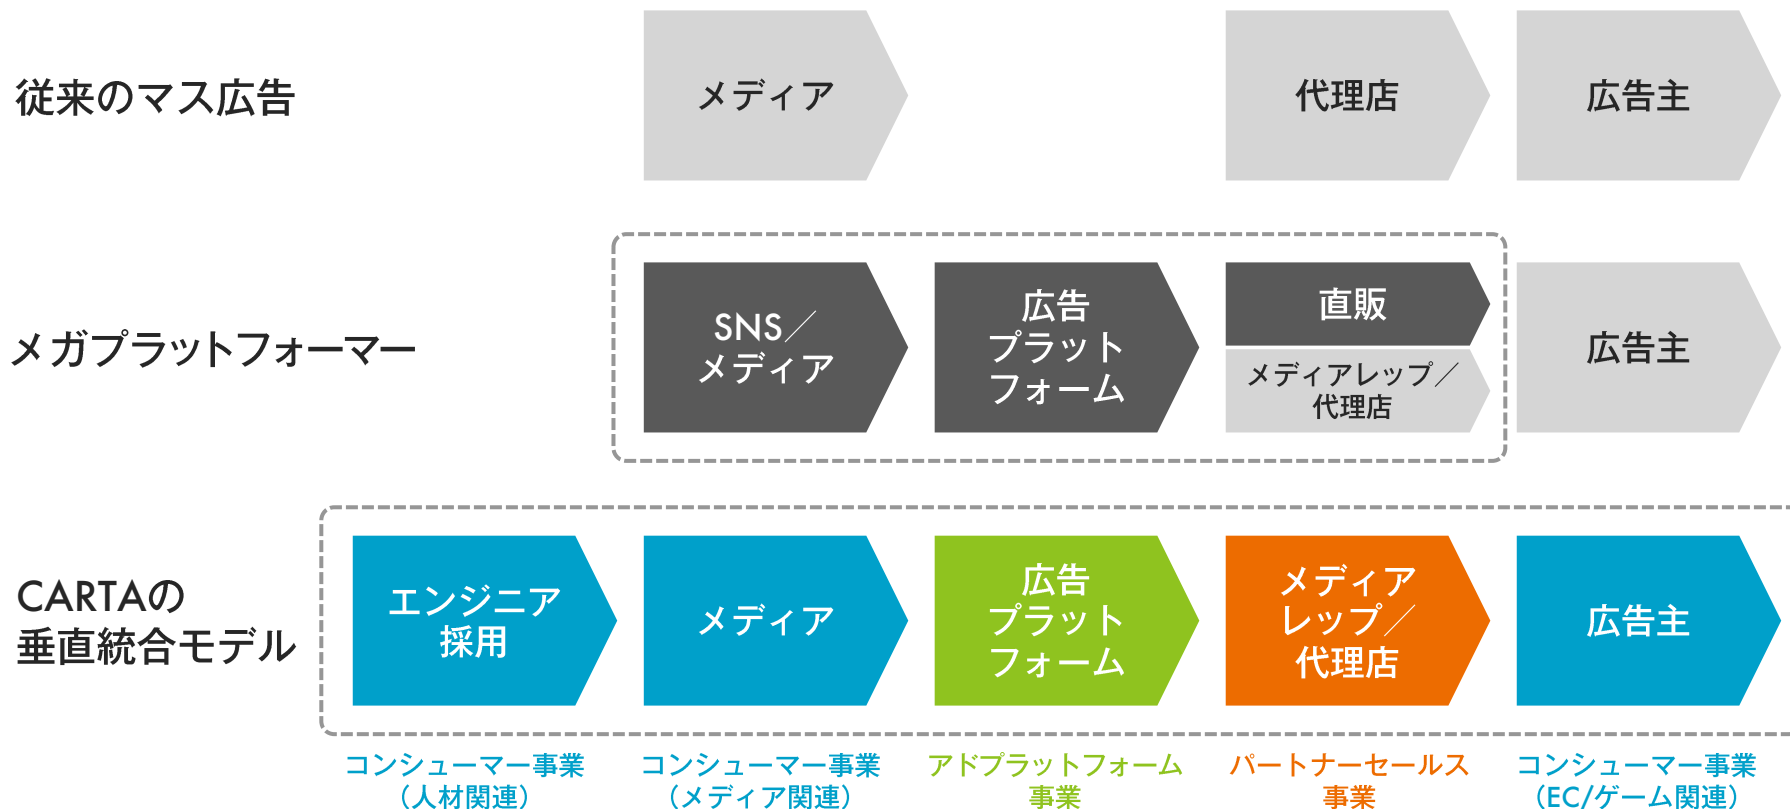 従来のマス広告
メディア
代理店
広告主
メガプラットフォーマー
SNS／
メディア
広告
プラット
フォーム
直販
メディアレップ／
代理店
広告主
CARTAの
垂直統合モデル
エンジニア
採用
メディア
広告
プラット
フォーム
メディア
レップ／
代理店
広告主
コンシューマー事業
（人材関連）
コンシューマー事業
（メディア関連）
アドプラットフォーム
事業
パートナーセールス
事業
コンシューマー事業
（EC/ゲーム関連）